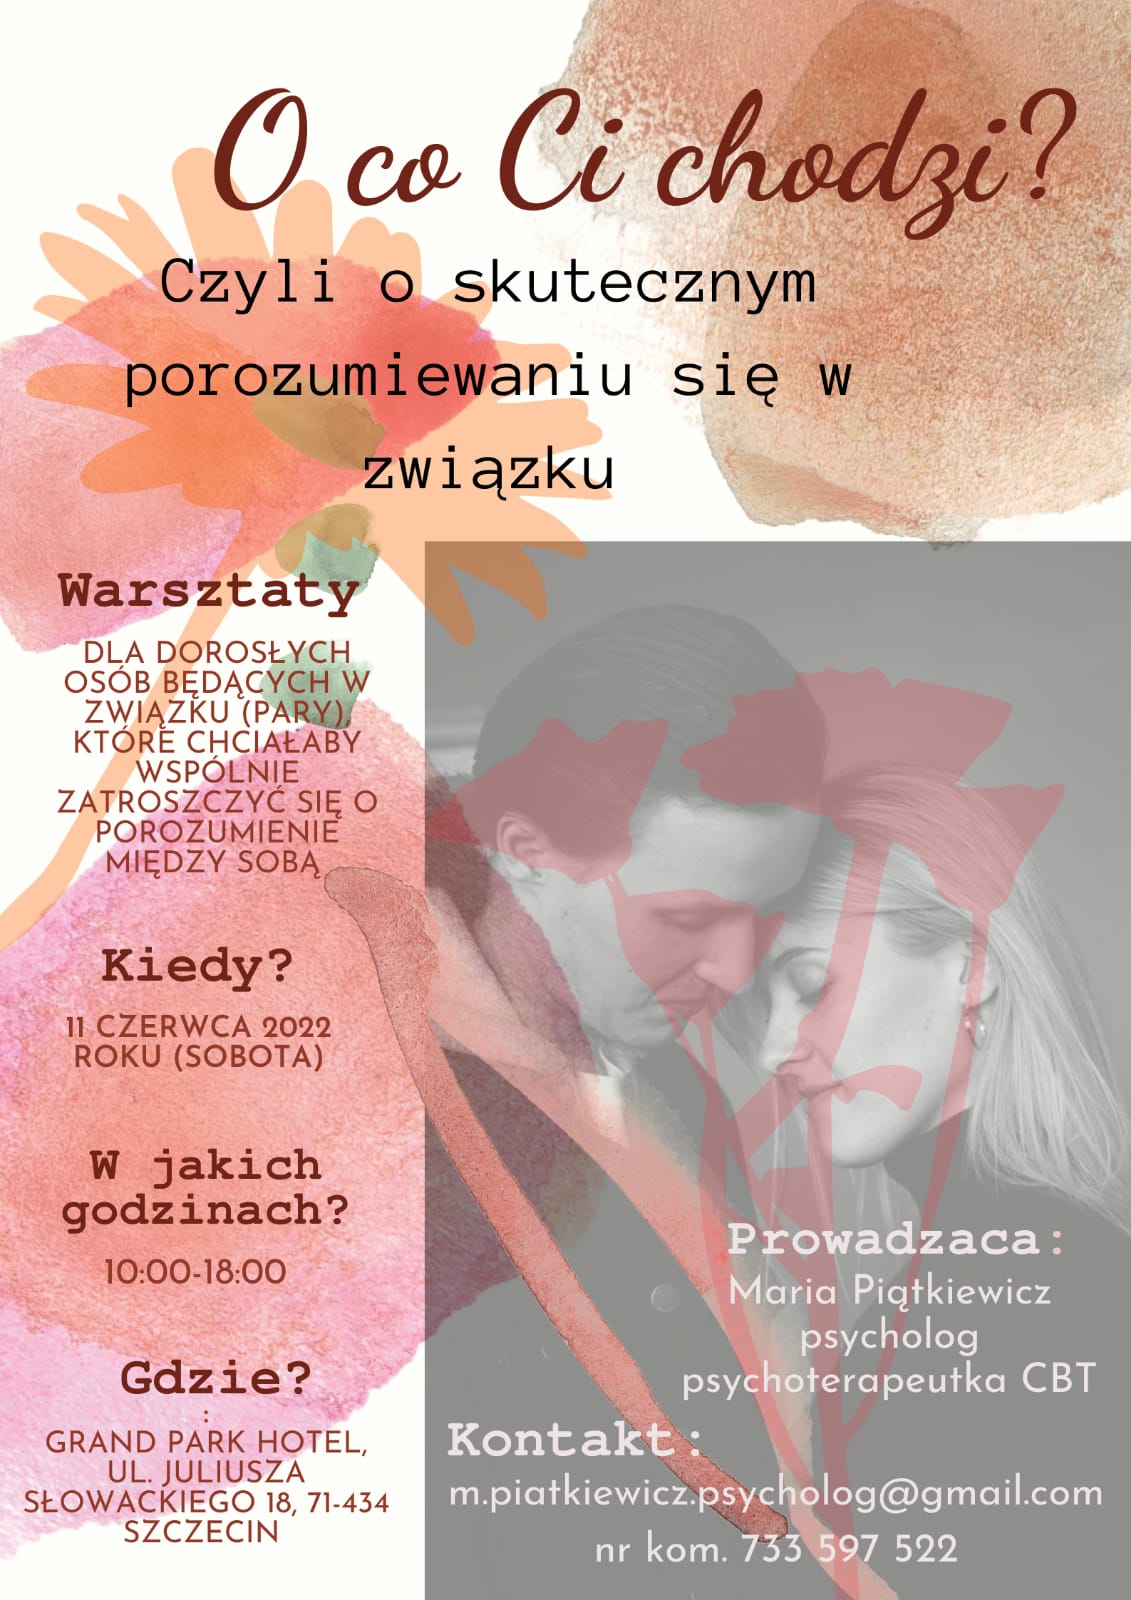 O co Ci chodzi?
Czyli o skutecznym
porozumiewaniu się w
związku
Warsztaty
DLA DOROSŁYCH
OSÓB BĘDĄCYCH W
ZWIĄZKU (PARY),
KTÓRE CHCIAŁABY
WSPÓLNIE
ZATROSZCZYĆ SIĘ O
POROZUMIENIE
MIĘDZY SOBĄ
Kiedy?
11 CZERWCA 2022
ROKU (SOBOTA)
W jakich
godzinach?
10:00-18:00
Gdzie?
:
GRAND PARK HOTEL,
UL. JULIUSZA
SŁOWACKIEGO 18, 71-434
SZCZECIN
Prowadzaca:
Maria Piątkiewicz
psycholog
psychoterapeutka CBT
Kontakt:
m.piatkiewicz.psycholog@gmail.com
nr kom. 733 597 522